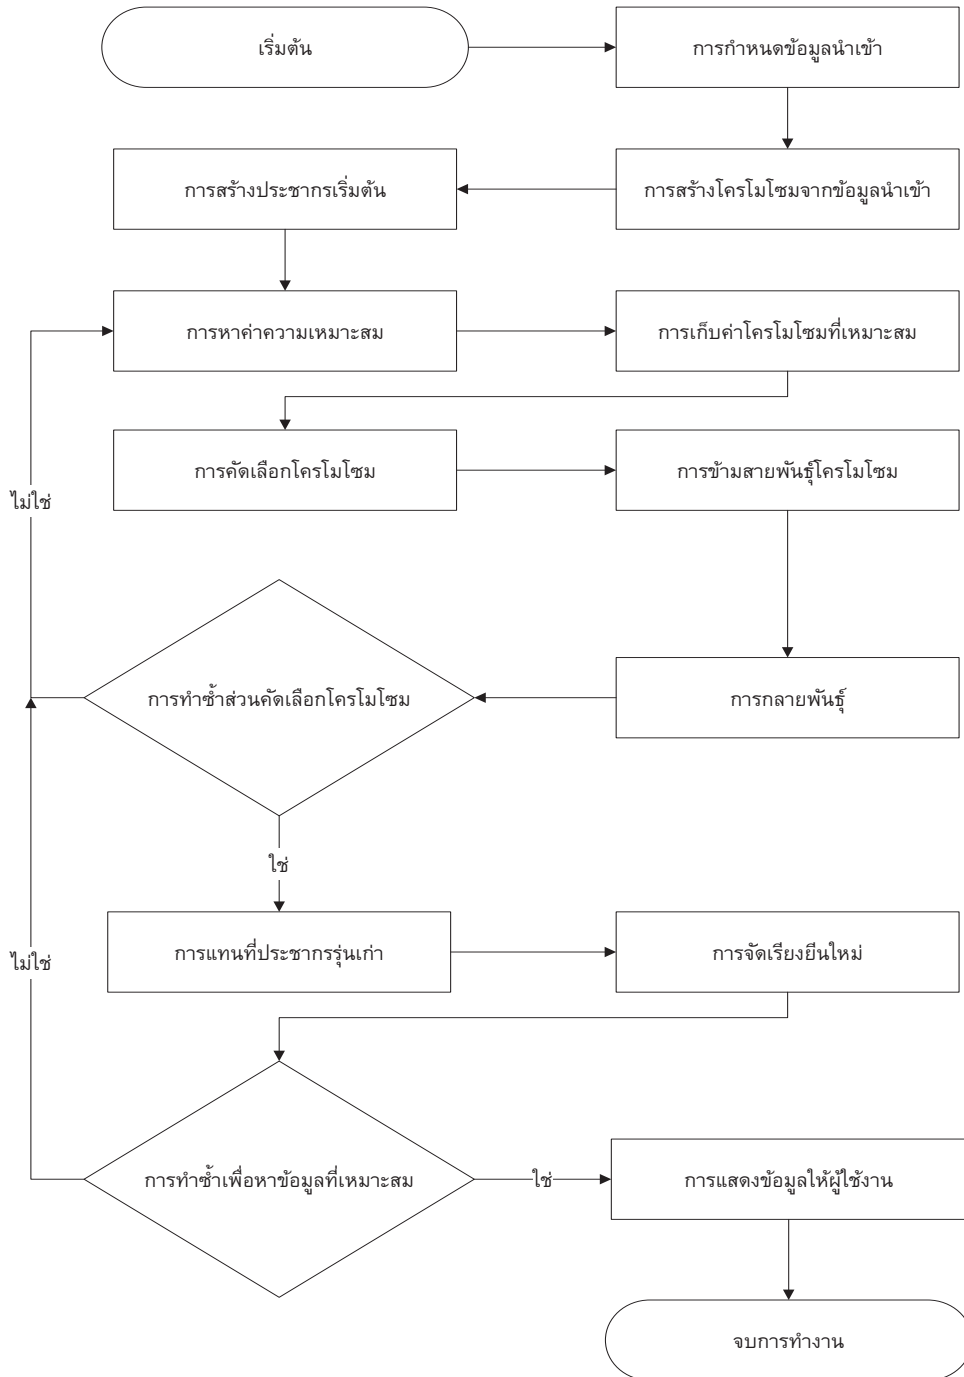 เริ่มต้น
การกำหนดข้อมูลนำเข้า
การสร้างประชากรเริ่มต้น
การสร้างโครโมโซมจากข้อมูลนำเข้า
การหาค่าความเหมาะสม
การเก็บค่าโครโมโซมที่เหมาะสม
การคัดเลือกโครโมโซม
การข้ามสายพันธุ์โครโมโซม
ไม่ใช่
การทำซ้ำส่วนคัดเลือกโครโมโซม
การกลายพันธุ์
ใช่
การแทนที่ประชากรรุ่นเก่า
การจัดเรียงยีนใหม่
ไม่ใช่
การทำซ้ำเพื่อหาข้อมูลที่เหมาะสม
ใช่
การแสดงข้อมูลให้ผู้ใช้งาน
จบการทำงาน